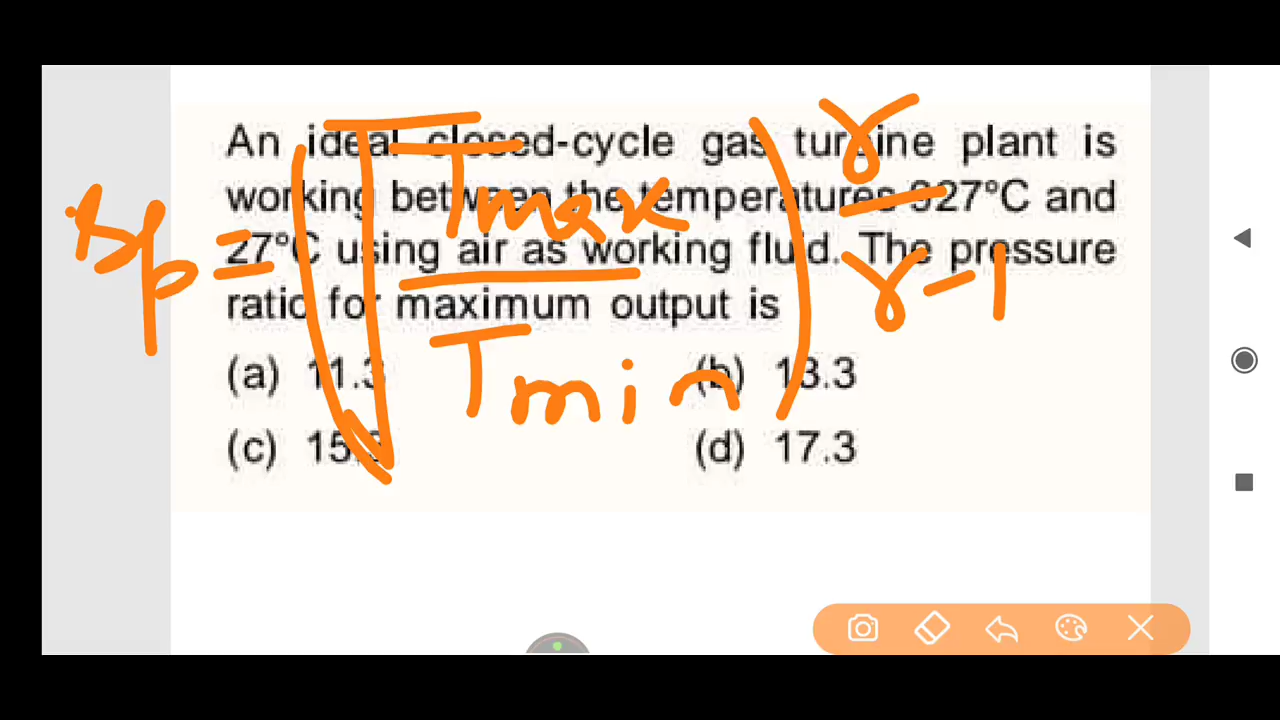 An ideal closed-cycle gas turbine plant is
working between the temperatures 927°C and
27°C using air as working fluid. The pressure
ratio for maximum output is
(a) 11.3 (b) 13.3
(c) 15.3 (d) 17.3
rp = (√Tmax/Tmin) γ/γ-1